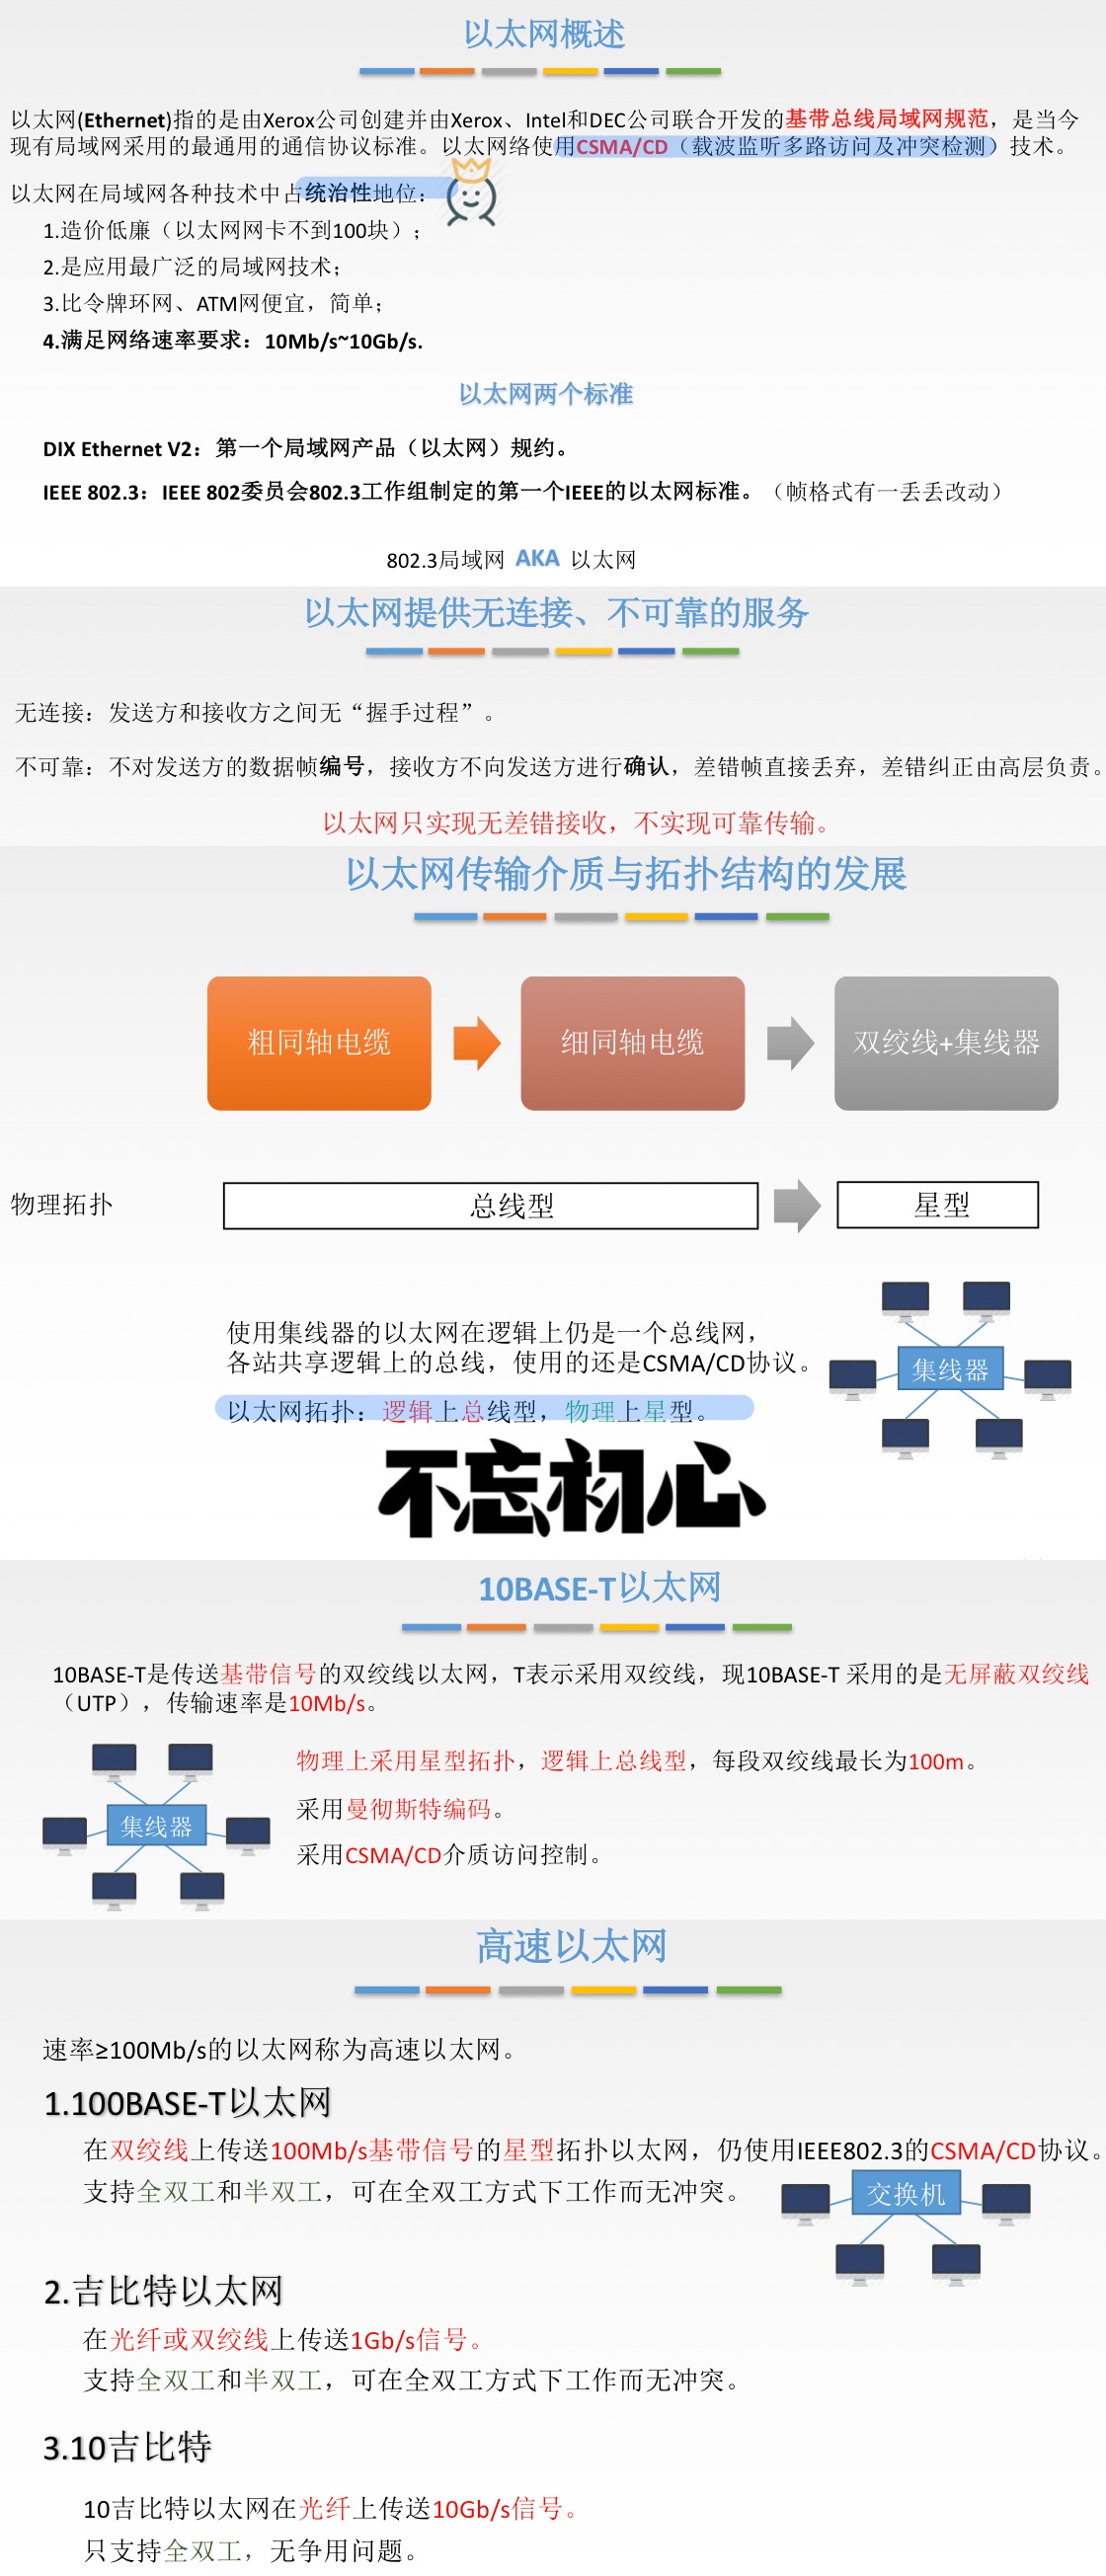 以太网概述
以太网(Ethernet)指的是由Xerox公司创建并由Xerox、Intel和DEC公司联合开发的基带总线局域网规范，是当今
现有局域网采用的最通用的通信协议标准。以太网络使用CSMA/CD（载波监听多路访问及冲突检测）技术。
以太网在局域网各种技术中占统治性地位：
1.造价低廉（以太网网卡不到100块）；
2.是应用最广泛的局域网技术；
3.比令牌环网、ATM网便宜，简单；
4.满足网络速率要求：10Mb/s~10Gb/s.
以太网两个标准
DIX Ethernet V2：第一个局域网产品（以太网）规约。
IEEE 802.3：IEEE 802委员会802.3工作组制定的第一个IEEE的以太网标准。（帧格式有一丢丢改动）
802.3局域网 AKA 以太网
以太网提供无连接、不可靠的服务
无连接：发送方和接收方之间无“握手过程”。
不可靠：不对发送方的数据帧编号，接收方不向发送方进行确认，差错帧直接丢弃，差错纠正由高层负责。
以太网只实现无差错接收，不实现可靠传输。
以太网传输介质与拓扑结构的发展
粗同轴电缆 细同轴电缆 双绞线+集线器
物理拓扑 总线型 星型
使用集线器的以太网在逻辑上仍是一个总线网，
各站共享逻辑上的总线，使用的还是CSMA/CD协议。
集线器
以太网拓扑：逻辑上总线型，物理上星型。
不忘初心
10BASE-T以太网
10BASE-T是传送基带信号的双绞线以太网，T表示采用双绞线，现10BASE-T 采用的是无屏蔽双绞线
（UTP），传输速率是10Mb/s。
物理上采用星型拓扑，逻辑上总线型，每段双绞线最长为100m。
集线器
采用曼彻斯特编码。
采用CSMA/CD介质访问控制。
高速以太网
速率≥100Mb/s的以太网称为高速以太网。
1.100BASE-T以太网
在双绞线上传送100Mb/s基带信号的星型拓扑以太网，仍使用IEEE802.3的CSMA/CD协议。
支持全双工和半双工，可在全双工方式下工作而无冲突。
交换机
2.吉比特以太网
在光纤或双绞线上传送1Gb/s信号。
支持全双工和半双工，可在全双工方式下工作而无冲突。
3.10吉比特
10吉比特以太网在光纤上传送10Gb/s信号。
只支持全双工，无争用问题。